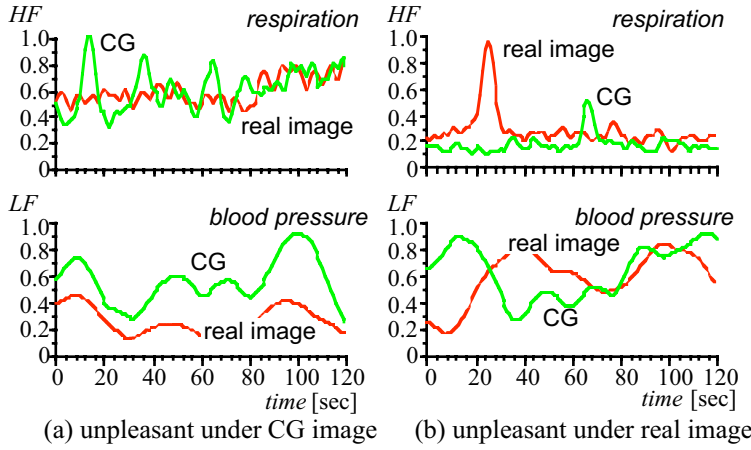 HF
respiration
1.0
0.8
0.6
0.4
0.2
0
CG
real image
LF
blood pressure
1.0
0.8
0.6
0.4
0.2
0
CG
real image
0 20 40 60 80 100 120
time [sec]
(a) unpleasant under CG image
HF
respiration
1.0
0.8
0.6
0.4
0.2
0
real image
CG
LF
blood pressure
1.0
0.8
0.6
0.4
0.2
0
real image
CG
0 20 40 60 80 100 120
time [sec]
(b) unpleasant under real image